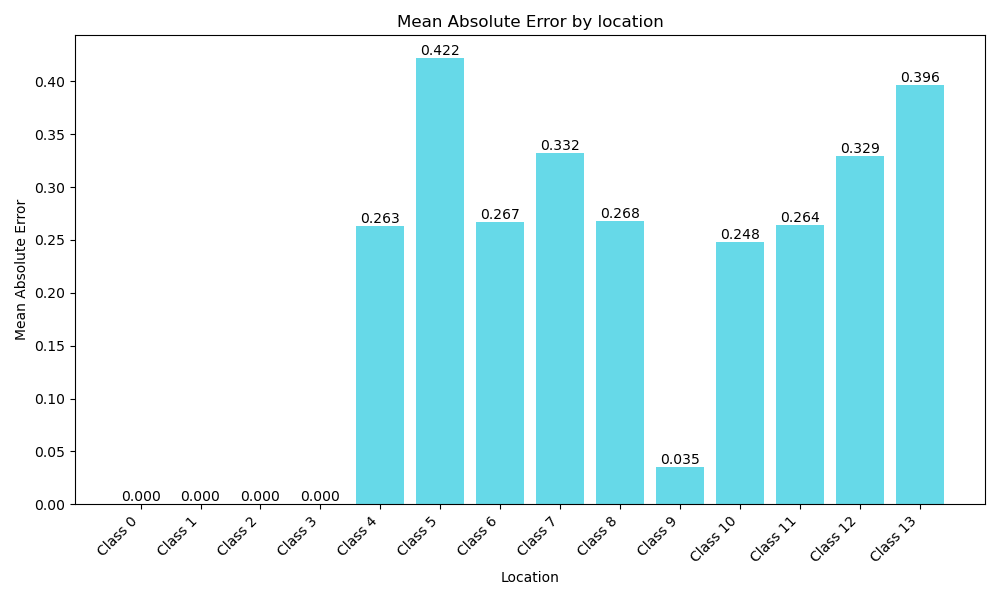 Mean Absolute Error by location
Mean Absolute Error
0.40
0.35
0.30
0.25
0.20
0.15
0.10
0.05
0.00
0.000
0.000
0.000
0.000
0.263
0.422
0.267
0.332
0.268
0.035
0.248
0.264
0.329
0.396
Class 0
Class 1
Class 2
Class 3
Class 4
Class 5
Class 6
Class 7
Class 8
Class 9
Class 10
Class 11
Class 12
Class 13
Location